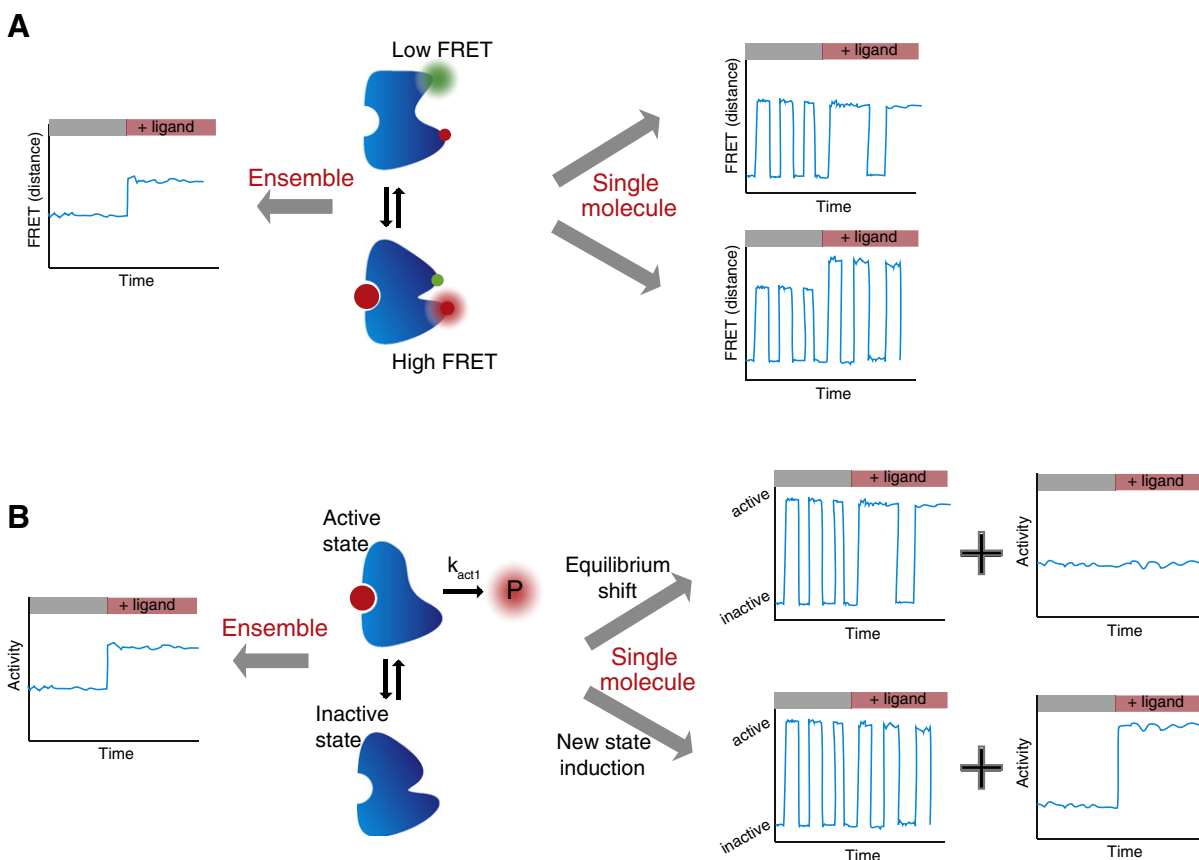 A
Low FRET
+ ligand
FRET (distance)
Time
Ensemble
High FRET
Single
molecule
+ ligand
FRET (distance)
Time
+ ligand
FRET (distance)
Time
B
+ ligand
Activity
Time
Ensemble
Active
state
kact1
P
Inactive
state
Equilibrium
shift
Single
molecule
New state
induction
+ ligand
active
inactive
Time
+ ligand
Activity
Time
+ ligand
active
inactive
Time
+ ligand
Activity
Time